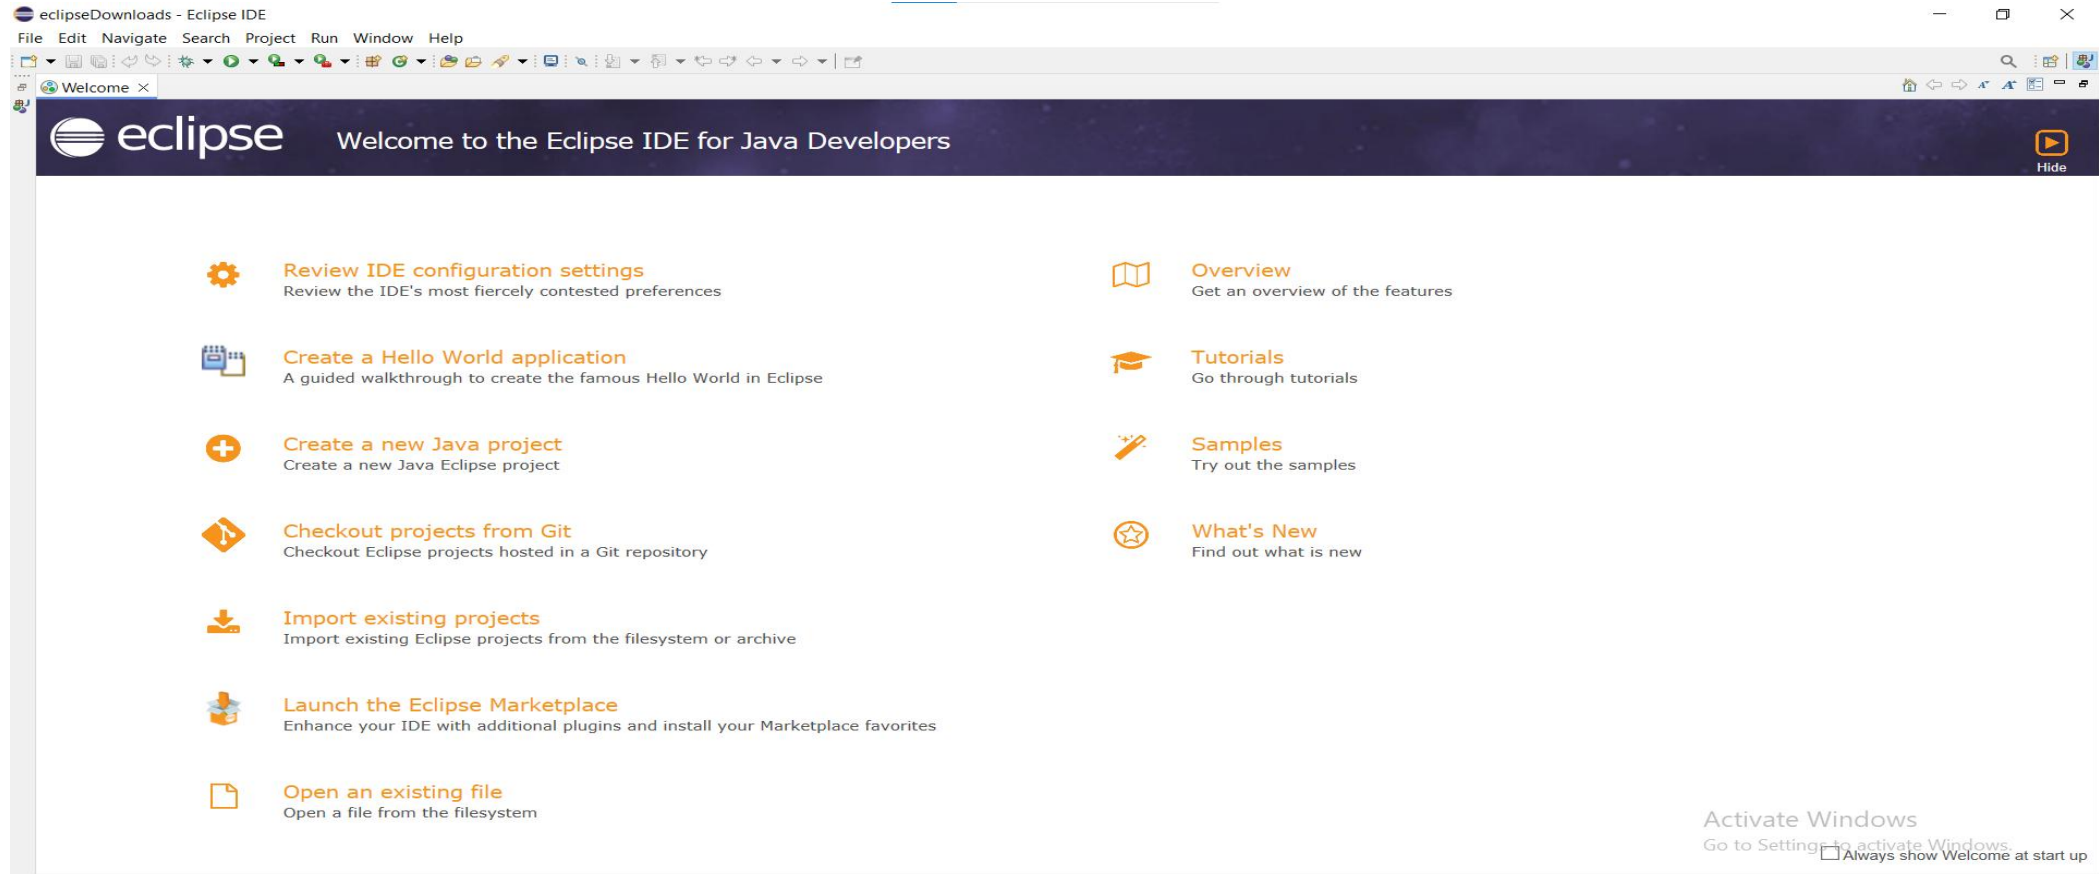 eclipseDownloads - Eclipse IDE
File Edit Navigate Search Project Run Window Help
Welcome
eclipse Welcome to the Eclipse IDE for Java Developers
Hide
Review IDE configuration settings
Review the IDE's most fiercely contested preferences
Create a Hello World application
A guided walkthrough to create the famous Hello World in Eclipse
Create a new Java project
Create a new Java Eclipse project
Checkout projects from Git
Checkout Eclipse projects hosted in a Git repository
Import existing projects
Import existing Eclipse projects from the filesystem or archive
Launch the Eclipse Marketplace
Enhance your IDE with additional plugins and install your Marketplace favorites
Open an existing file
Open a file from the filesystem
Overview
Get an overview of the features
Tutorials
Go through tutorials
Samples
Try out the samples
What's New
Find out what is new
Activate Windows
Go to Settings to activate Windows.
Always show Welcome at start up